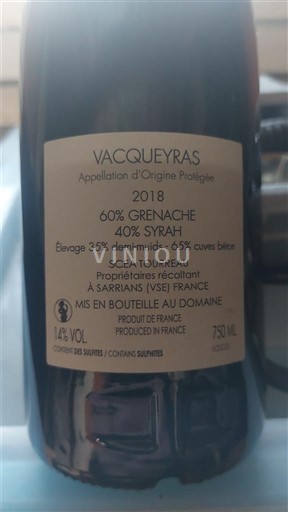 VACQUEYRAS
Appellation d'Origine Protégée
2018
60% GRENACHE
40% SYRAH
Élevage 35% demi-muids - 65% cuves béton
VINIOU
SCEA TOURREAU
Propriétaires récoltant
À SARRIANS (VSE) FRANCE
MIS EN BOUTEILLE AU DOMAINE
PRODUIT DE FRANCE
14% VOL. PRODUCED IN FRANCE 750 ML
CONTIENT DES SULFITES / CONTAINS SULPHITES